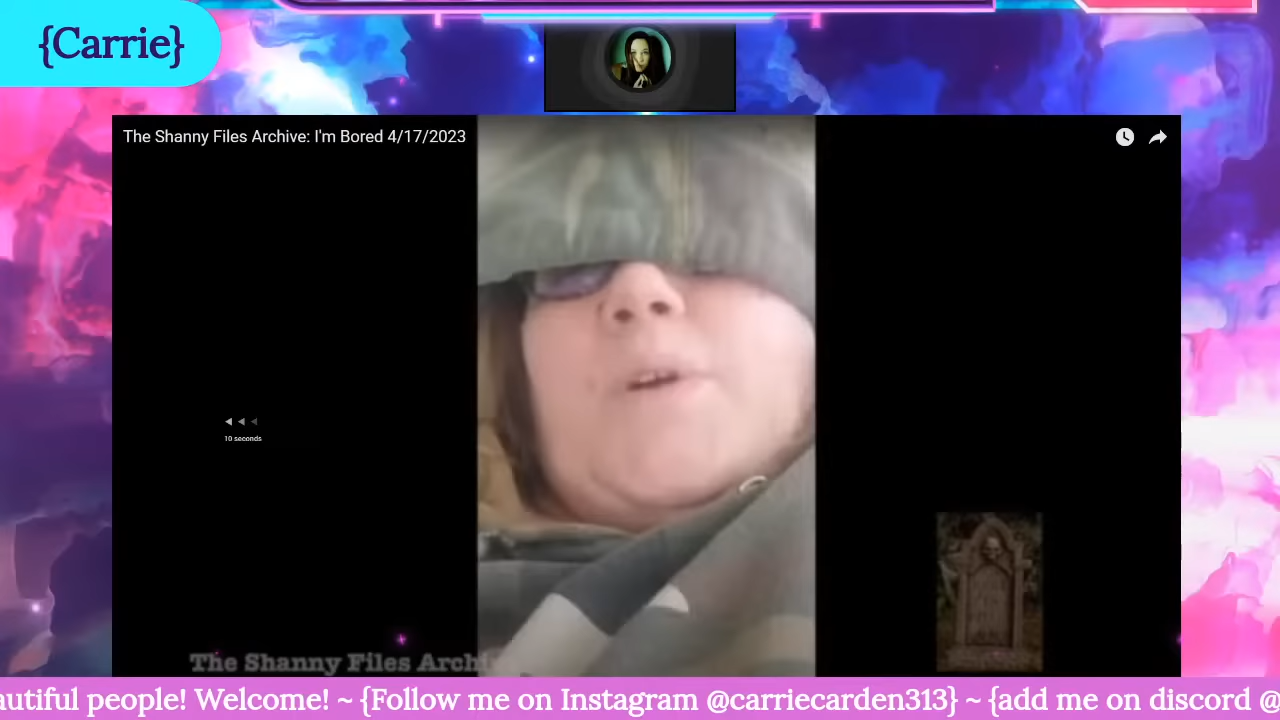 {Carrie}
The Shanny Files Archive: I'm Bored 4/17/2023
10 seconds
The Shanny Files Archi
autiful people! Welcome! ~ {Follow me on Instagram @carriecarden313} ~ {add me on discord @